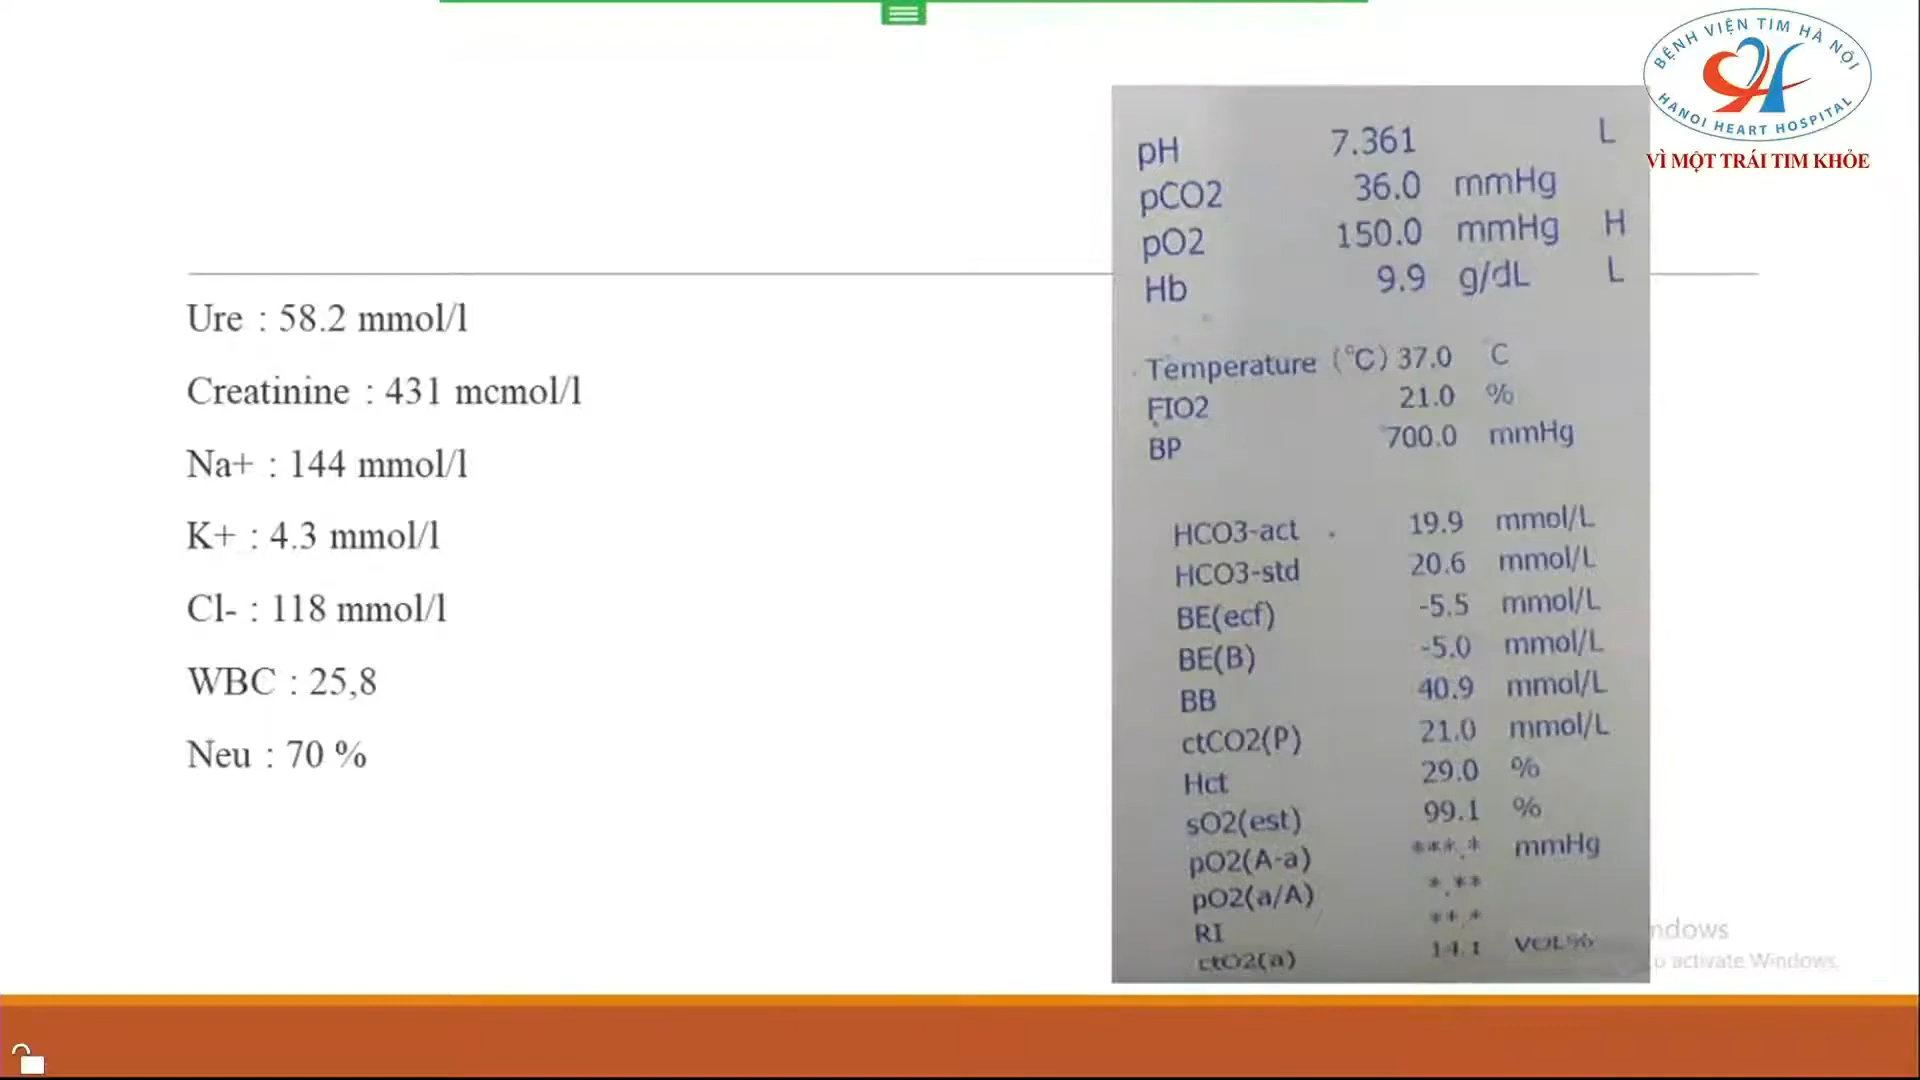 BỆNH VIỆN TIM HÀ NỘI
HANOI HEART HOSPITAL
VÌ MỘT TRÁI TIM KHỎE
Ure : 58.2 mmol/l
Creatinine : 431 mcmol/l
Na+ : 144 mmol/l
K+ : 4.3 mmol/l
Cl- : 118 mmol/l
WBC : 25,8
Neu : 70 %
pH 7.361 L
pCO2 36.0 mmHg
pO2 150.0 mmHg H
Hb 9.9 g/dL L
Temperature (°C) 37.0 C
FIO2 21.0 %
BP 700.0 mmHg
HCO3-act 19.9 mmol/L
HCO3-std 20.6 mmol/L
BE(ecf) -5.5 mmol/L
BE(B) -5.0 mmol/L
BB 40.9 mmol/L
ctCO2(P) 21.0 mmol/L
Hct 29.0 %
sO2(est) 99.1 %
pO2(A-a) ***.* mmHg
pO2(a/A) *.**
RI **.*
ctO2(a) 14.1 VOL%
ndows
o activate Windows.